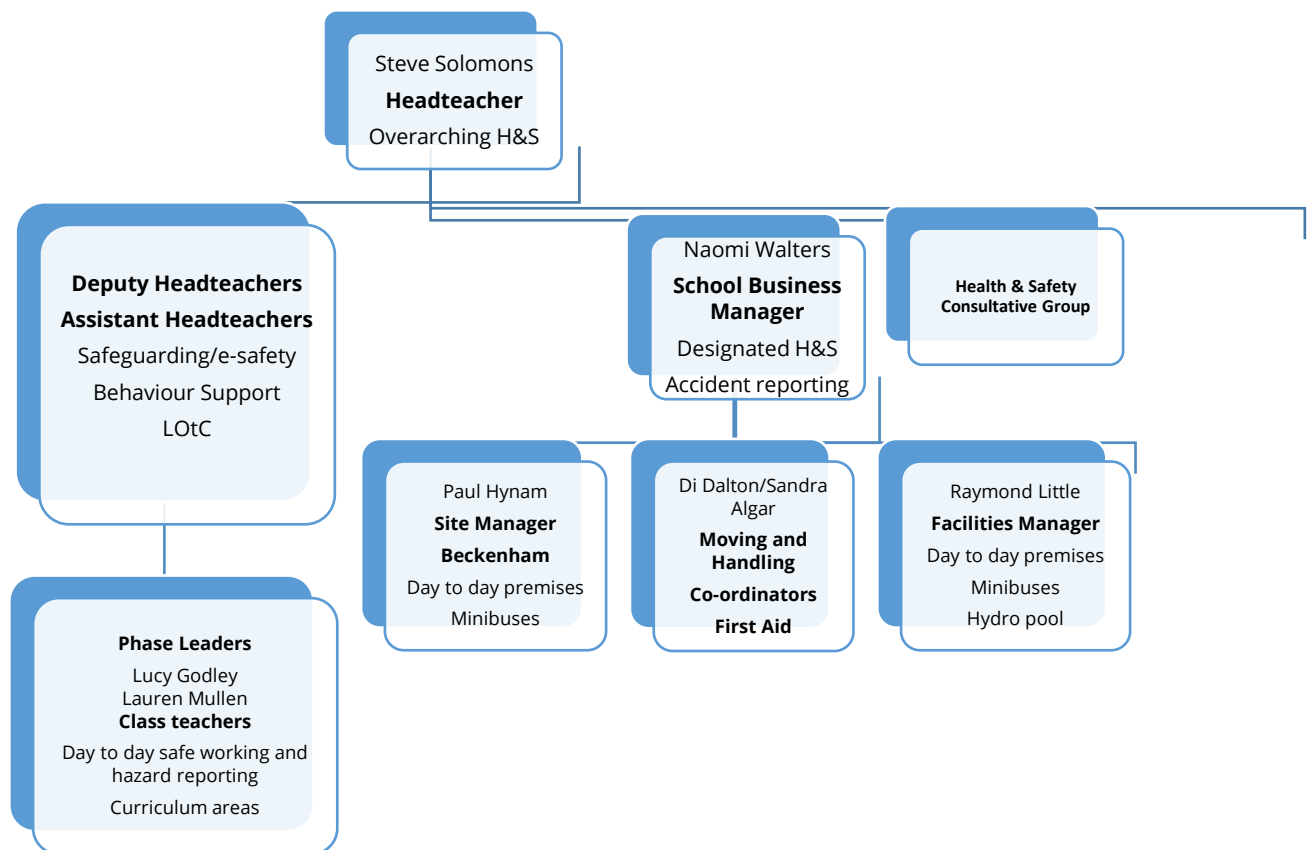 Steve Solomons
Headteacher
Overarching H&S
Deputy Headteachers
Assistant Headteachers
Safeguarding/e-safety
Behaviour Support
LOtC
Naomi Walters
School Business
Manager
Designated H&S
Accident reporting
Health & Safety
Consultative Group
Phase Leaders
Lucy Godley
Lauren Mullen
Class teachers
Day to day safe working and
hazard reporting
Curriculum areas
Paul Hynam
Site Manager
Beckenham
Day to day premises
Minibuses
Di Dalton/Sandra
Algar
Moving and
Handling
Co-ordinators
First Aid
Raymond Little
Facilities Manager
Day to day premises
Minibuses
Hydro pool